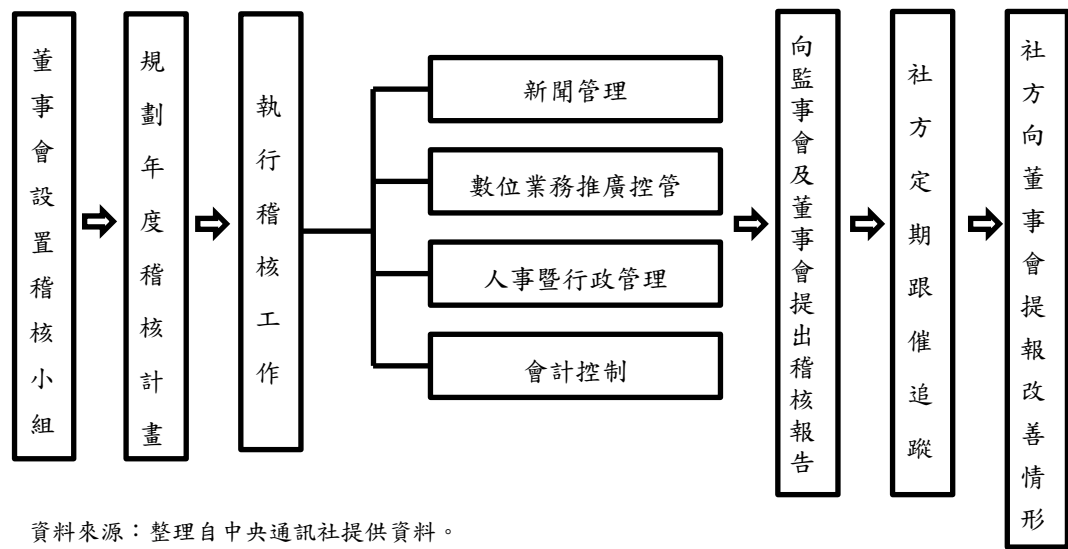 董事會設置稽核小組
規劃年度稽核計畫
執行稽核工作
新聞管理
數位業務推廣控管
人事暨行政管理
會計控制
向監事會及董事會提出稽核報告
社方定期跟催追蹤
社方向董事會提報改善情形
資料來源：整理自中央通訊社提供資料。